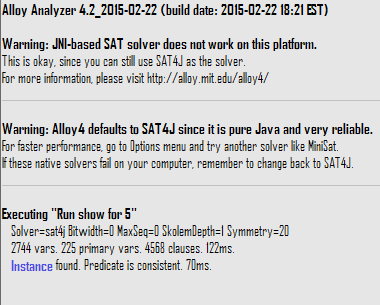 Alloy Analyzer 4.2_2015-02-22 (build date: 2015-02-22 18:21 EST)
Warning: JNI-based SAT solver does not work on this platform.
This is okay, since you can still use SAT4J as the solver.
For more information, please visit http://alloy.mit.edu/alloy4/
Warning: Alloy4 defaults to SAT4J since it is pure Java and very reliable.
For faster performance, go to Options menu and try another solver like MiniSat.
If these native solvers fail on your computer, remember to change back to SAT4J.
Executing "Run show for 5"
Solver=sat4j Bitwidth=0 MaxSeq=0 SkolemDepth=1 Symmetry=20
2744 vars. 225 primary vars. 4568 clauses. 122ms.
Instance found. Predicate is consistent. 70ms.